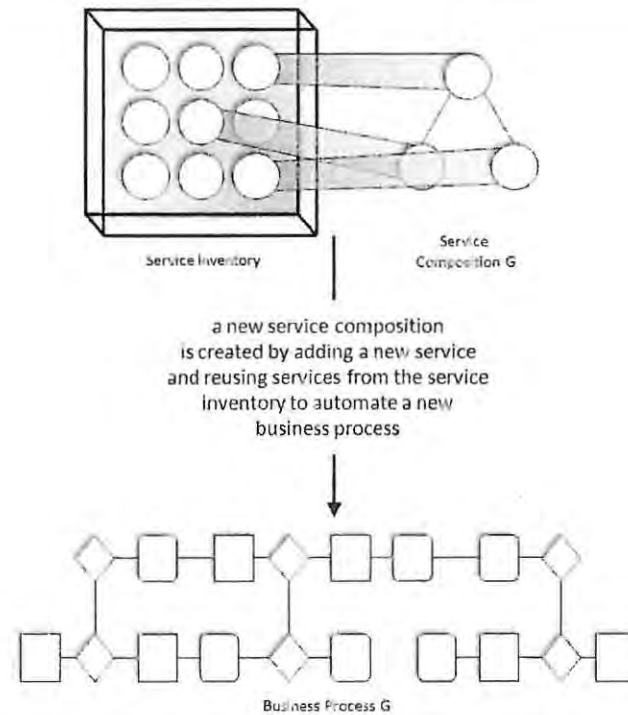 Service Inventory
Service
Composition G
a new service composition
is created by adding a new service
and reusing services from the service
inventory to automate a new
business process
Business Process G